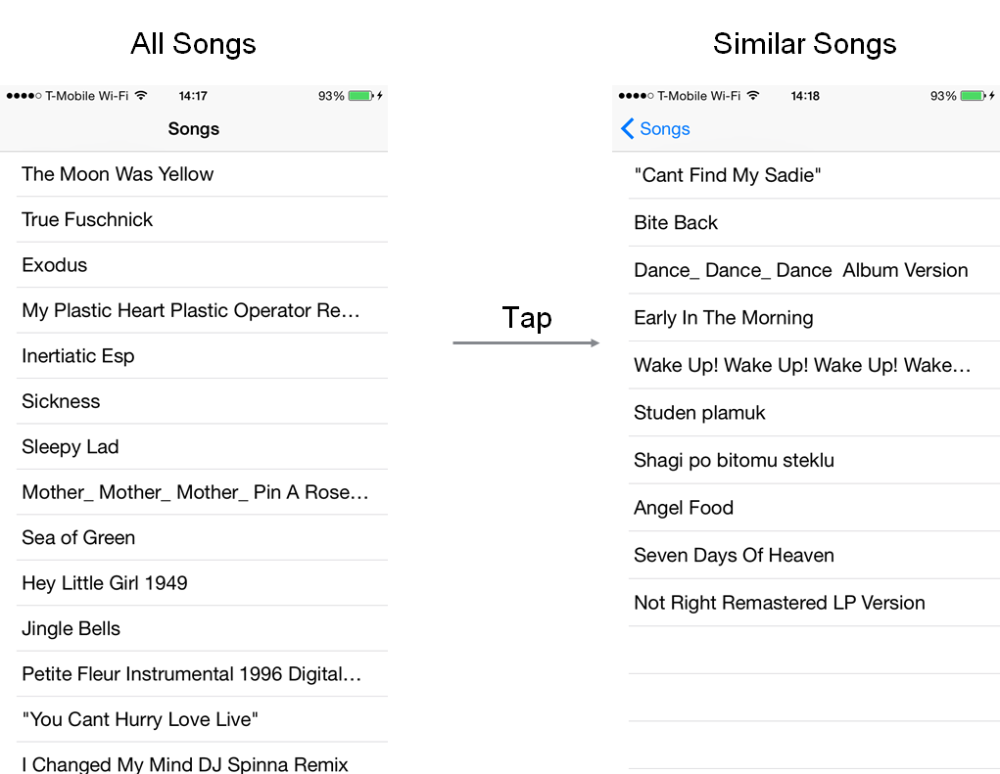 All Songs
T-Mobile Wi-Fi 14:17 93%
Songs
The Moon Was Yellow
True Fuschnick
Exodus
My Plastic Heart Plastic Operator Re…
Inertiatic Esp
Sickness
Sleepy Lad
Mother_ Mother_ Mother_ Pin A Rose…
Sea of Green
Hey Little Girl 1949
Jingle Bells
Petite Fleur Instrumental 1996 Digital…
"You Cant Hurry Love Live"
I Changed My Mind DJ Spinna Remix
Tap
Similar Songs
T-Mobile Wi-Fi 14:18 93%
Songs
"Cant Find My Sadie"
Bite Back
Dance_ Dance_ Dance  Album Version
Early In The Morning
Wake Up! Wake Up! Wake Up! Wake…
Studen plamuk
Shagi po bitomu steklu
Angel Food
Seven Days Of Heaven
Not Right Remastered LP Version